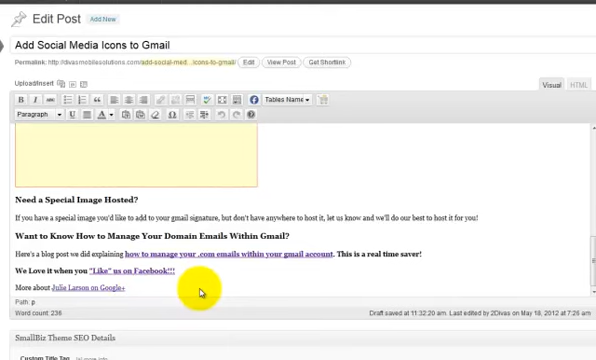 Edit Post Add New
Add Social Media Icons to Gmail
Permalink: http://divasmobilesolutions.com/add-social-med...icons-to-gmail/ Edit View Post Get Shortlink
Upload/Insert
Visual HTML
B I ABC Tables Name
Paragraph U A
Need a Special Image Hosted?
If you have a special image you'd like to add to your gmail signature, but don't have anywhere to host it, let us know and we'll do our best to host it for you!
Want to Know How to Manage Your Domain Emails Within Gmail?
Here's a blog post we did explaining how to manage your .com emails within your gmail account. This is a real time saver!
We Love it when you "Like" us on Facebook!!!
More about Julie Larson on Google+
Path: p
Word count: 236 Draft saved at 11:32:20 am. Last edited by 2Divas on May 18, 2012 at 7:26 am
SmallBiz Theme SEO Details
Custom Title Tag